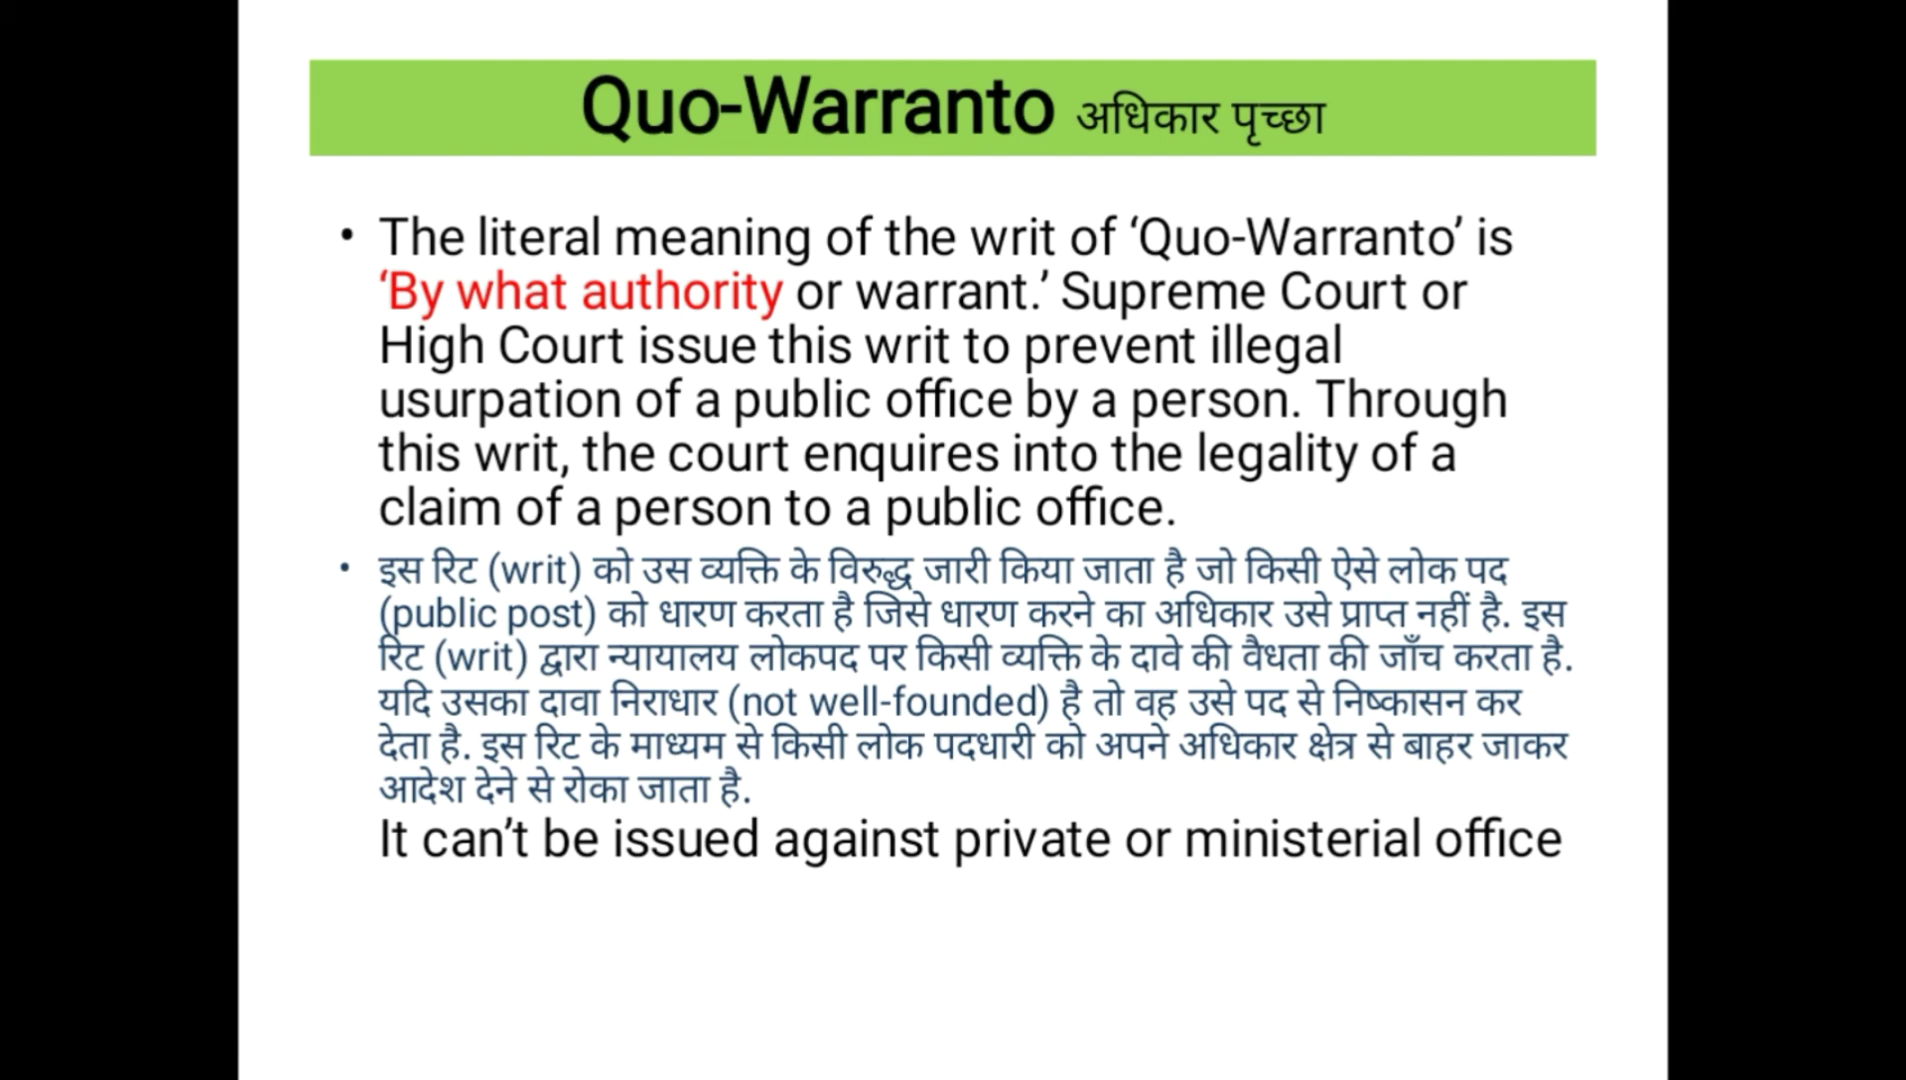 Quo-Warranto अधिकार पृच्छा
• The literal meaning of the writ of ‘Quo-Warranto’ is
‘By what authority or warrant.’ Supreme Court or
High Court issue this writ to prevent illegal
usurpation of a public office by a person. Through
this writ, the court enquires into the legality of a
claim of a person to a public office.
• इस रिट (writ) को उस व्यक्ति के विरुद्ध जारी किया जाता है जो किसी ऐसे लोक पद
(public post) को धारण करता है जिसे धारण करने का अधिकार उसे प्राप्त नहीं है. इस
रिट (writ) द्वारा न्यायालय लोकपद पर किसी व्यक्ति के दावे की वैधता की जाँच करता है.
यदि उसका दावा निराधार (not well-founded) है तो वह उसे पद से निष्कासन कर
देता है. इस रिट के माध्यम से किसी लोक पदधारी को अपने अधिकार क्षेत्र से बाहर जाकर
आदेश देने से रोका जाता है.
It can’t be issued against private or ministerial office